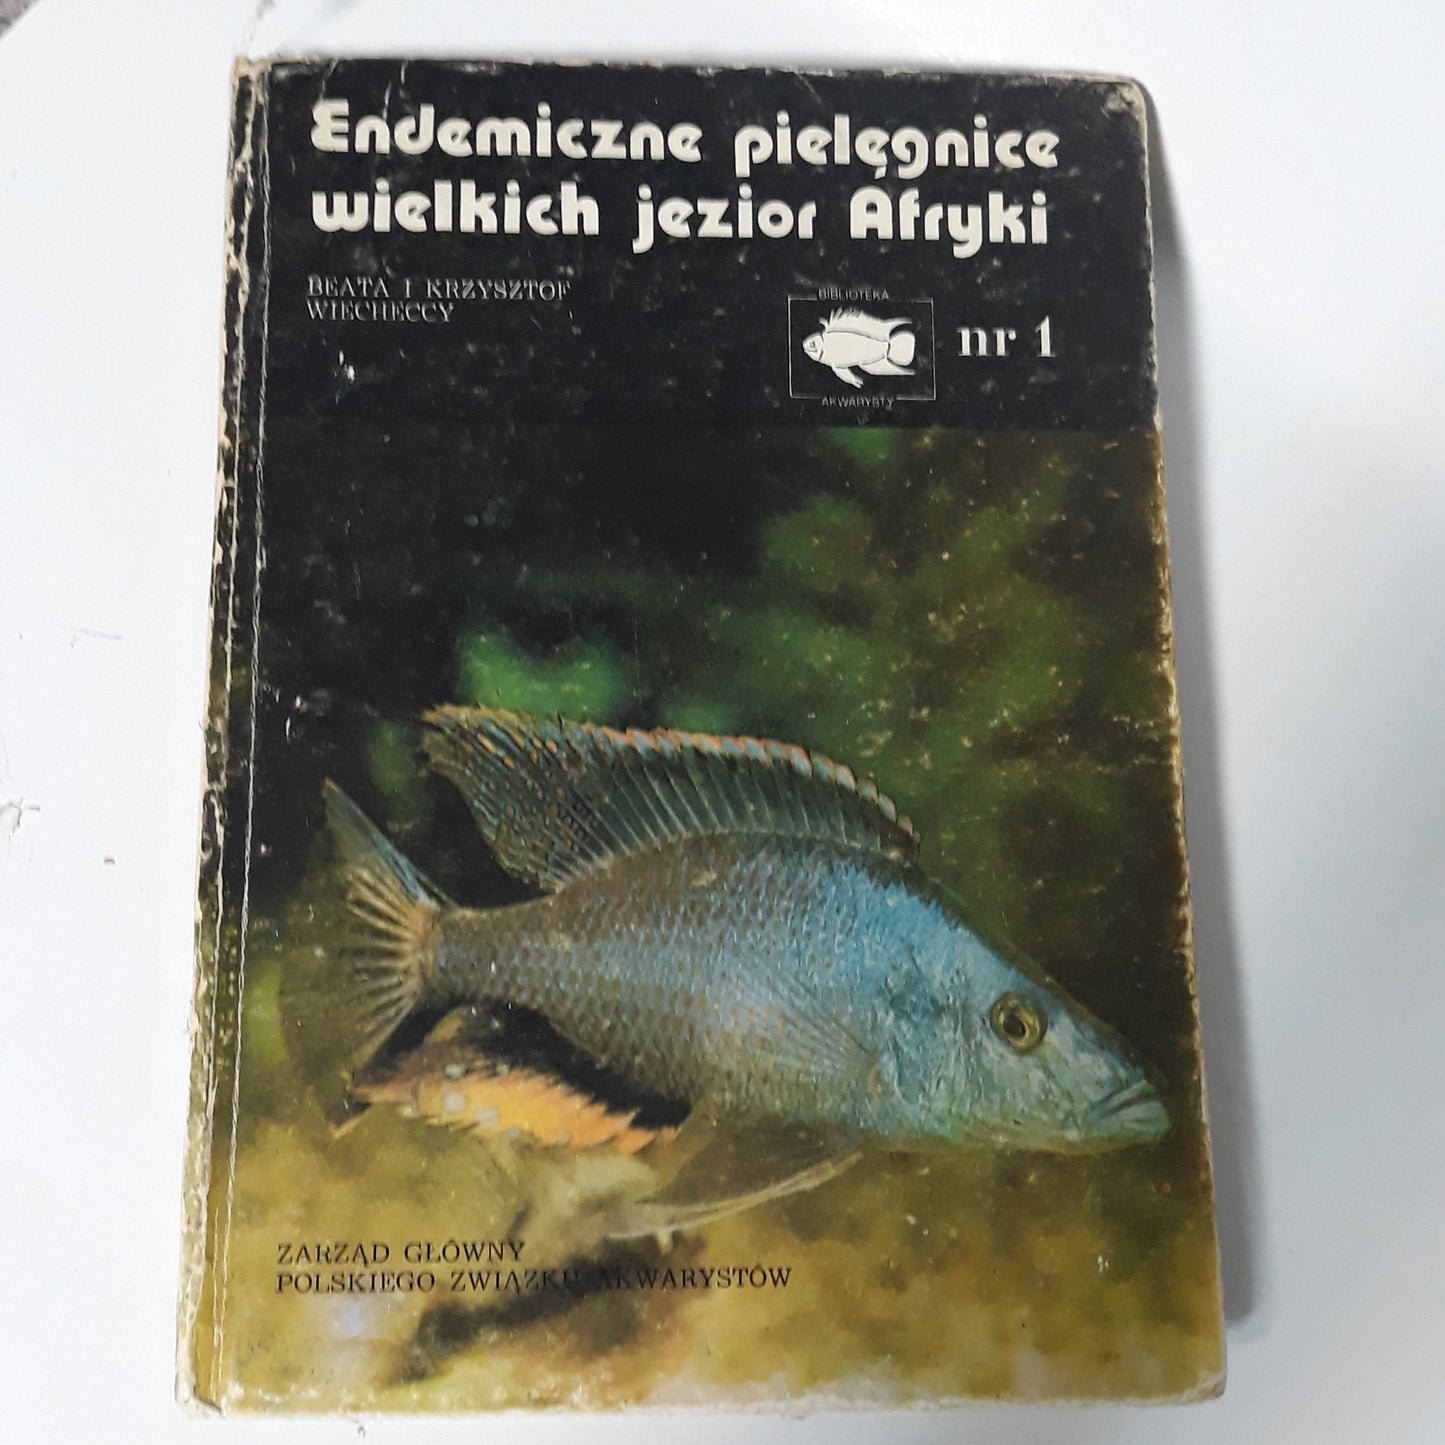 Endemiczne pielęgnice
wielkich jezior Afryki
BEATA I KRZYSZTOF
WIECHECCY
BIBLIOTEKA
nr 1
AKWARYSTY
ZARZĄD GŁÓWNY
POLSKIEGO ZWIĄZKU AKWARYSTÓW